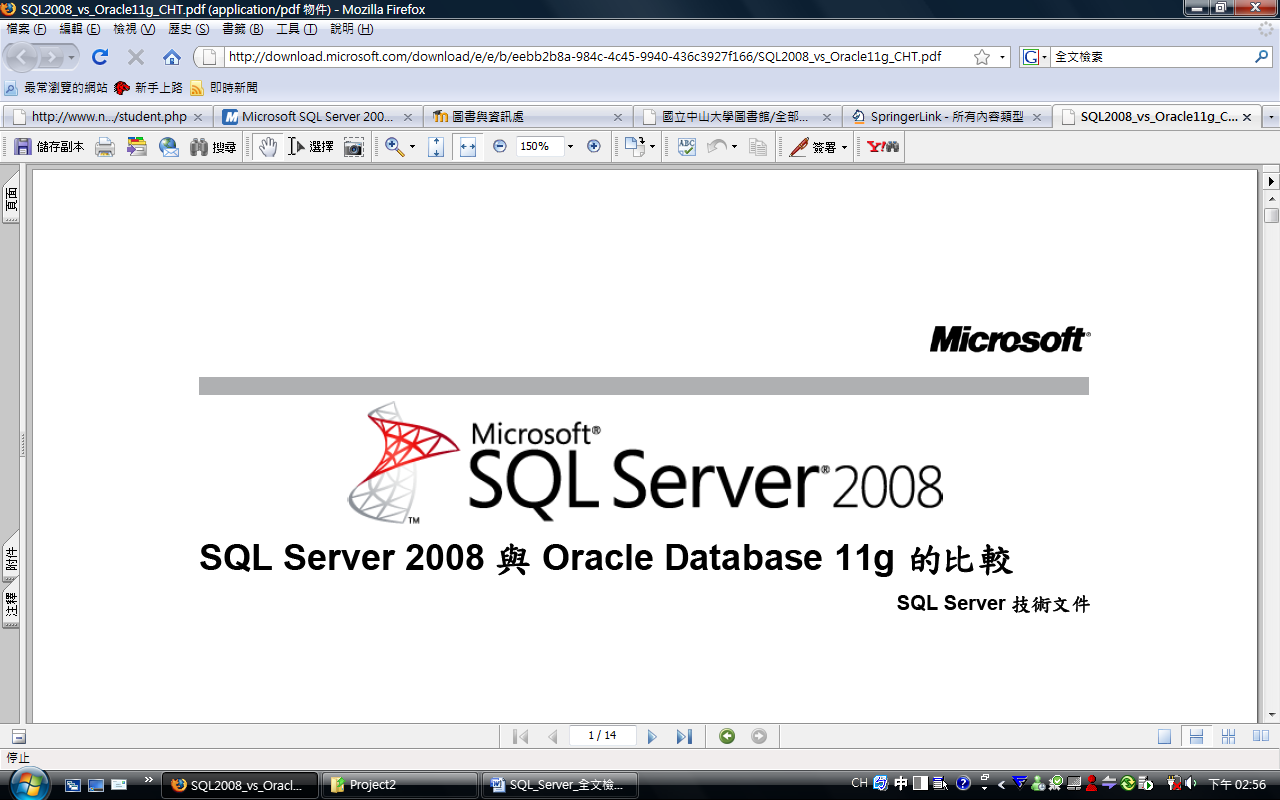 SQL2008_vs_Oracle11g_CHT.pdf (application/pdf 物件) - Mozilla Firefox
檔案 (F) 編輯 (E) 檢視 (V) 歷史 (S) 書籤 (B) 工具 (T) 說明 (H)
http://download.microsoft.com/download/e/e/b/eebb2b8a-984c-4c45-9940-436c3927f166/SQL2008_vs_Oracle11g_CHT.pdf G 全文檢索
最常瀏覽的網站 新手上路 即時新聞
http://www.n.../student.php Microsoft SQL Server 200... 圖書與資訊處 國立中山大學圖書館/全部... SpringerLink - 所有內容類型 SQL2008_vs_Oracle11g_C...
儲存副本 搜尋 選擇 150% 簽署 Y!
頁面
Microsoft®
Microsoft®
SQL Server® 2008
TM
SQL Server 2008 與 Oracle Database 11g 的比較
SQL Server 技術文件
附件
注釋
1 / 14
停止
SQL2008_vs_Oracl... Project2 SQL_Server_全文檢... CH 中 下午 02:56